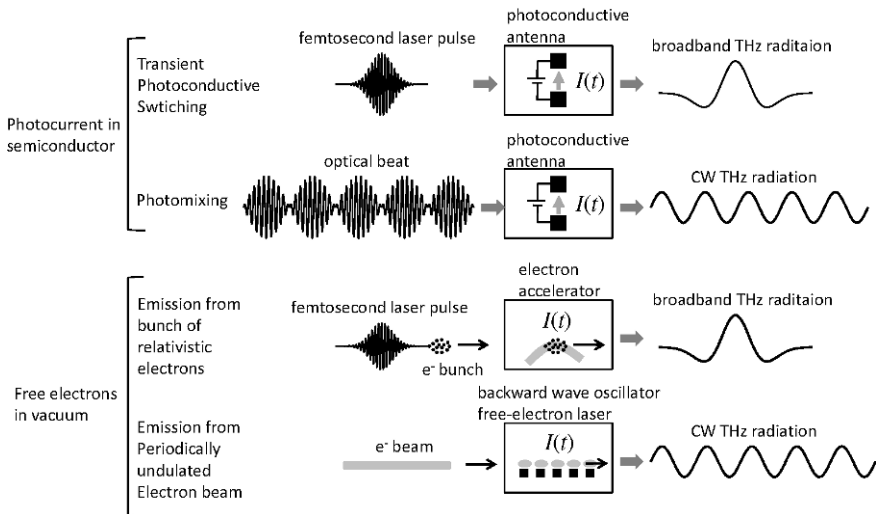 Photocurrent in
semiconductor
Transient
Photoconductive
Swtiching
femtosecond laser pulse
photoconductive
antenna
I(t)
broadband THz raditaion
Photomixing
optical beat
photoconductive
antenna
I(t)
CW THz radiation
Free electrons
in vacuum
Emission from
bunch of
relativistic
electrons
femtosecond laser pulse
e⁻ bunch
electron
accelerator
I(t)
broadband THz raditaion
Emission from
Periodically
undulated
Electron beam
e⁻ beam
backward wave oscillator
free-electron laser
I(t)
CW THz radiation